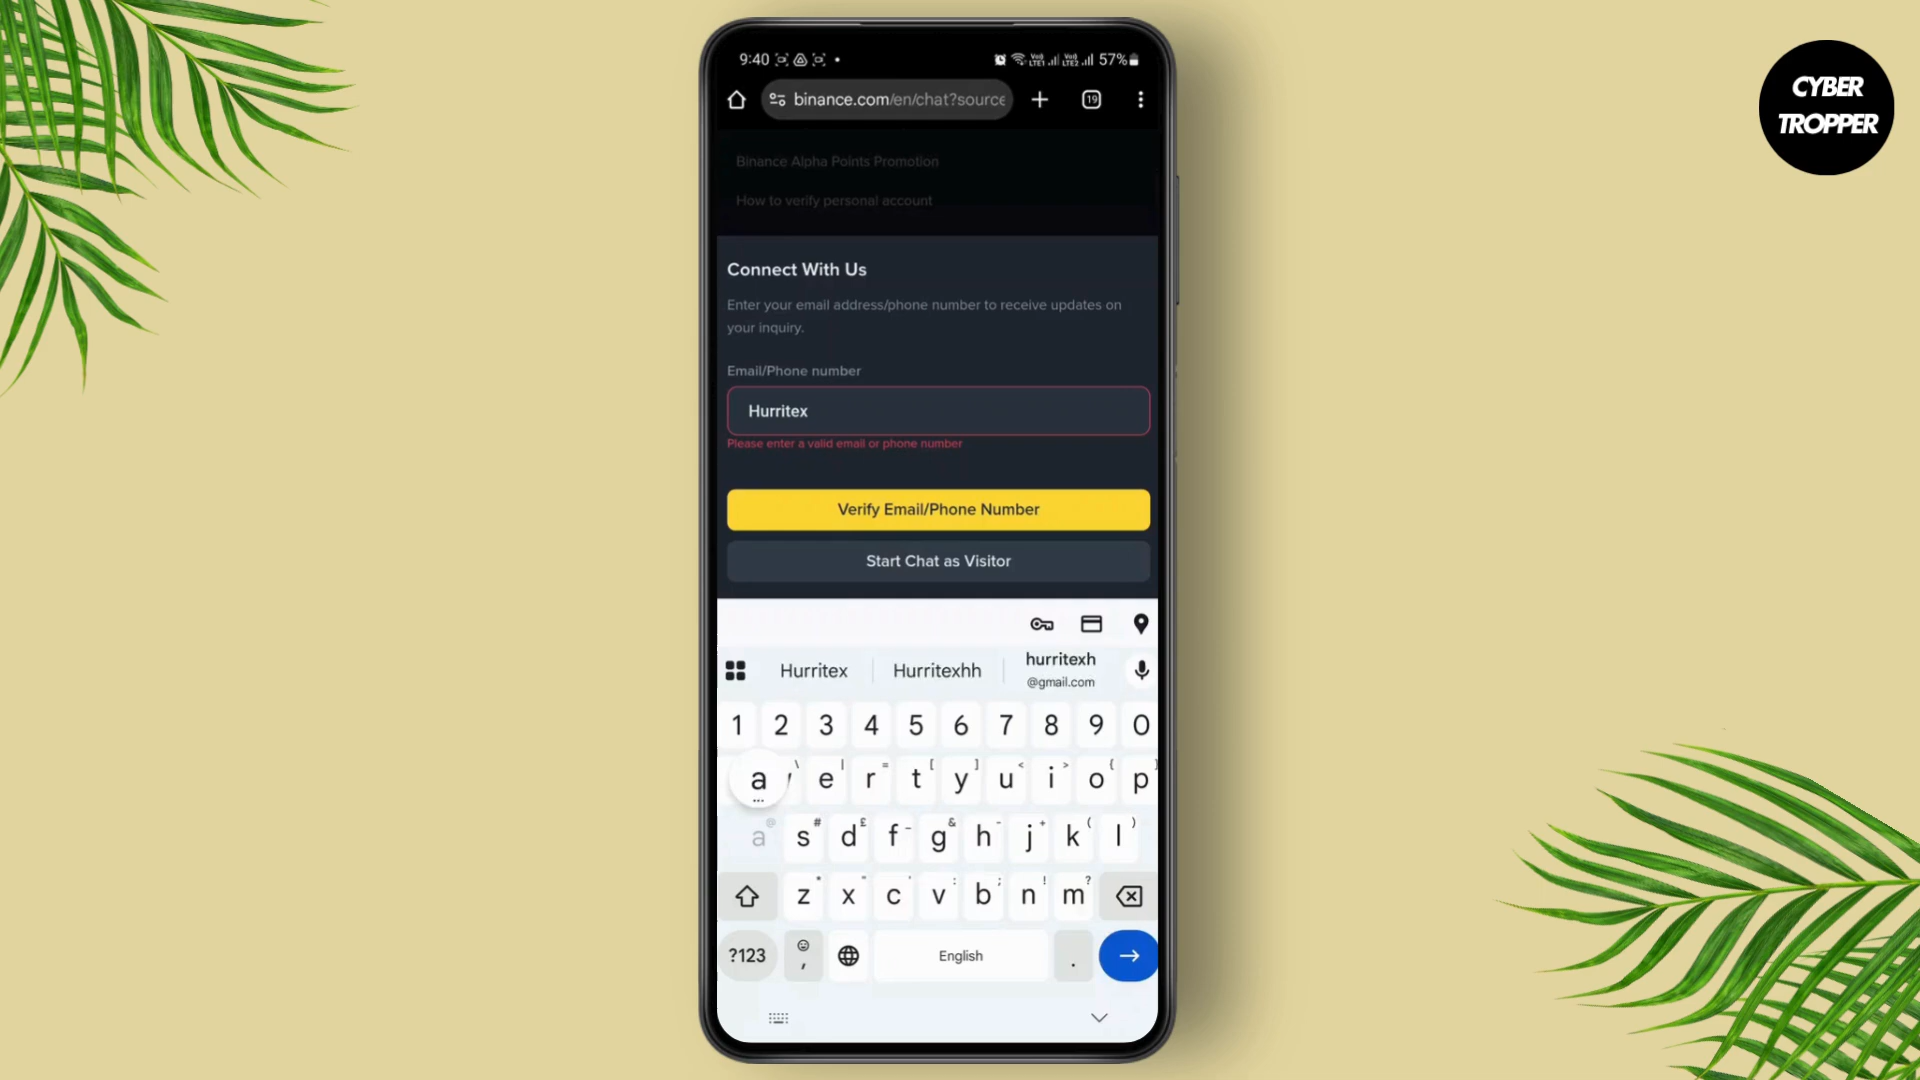 CYBER
TROPPER
9:40 57%
binance.com/en/chat?source
19
Binance Alpha Points Promotion
How to verify personal account
Connect With Us
Enter your email address/phone number to receive updates on
your inquiry.
Email/Phone number
Hurritex
Please enter a valid email or phone number
Verify Email/Phone Number
Start Chat as Visitor
Hurritex Hurritexhh hurritexh
@gmail.com
1 2 3 4 5 6 7 8 9 0
a e r t y u i o p
a s d f g h j k l
z x c v b n m
?123 , English .